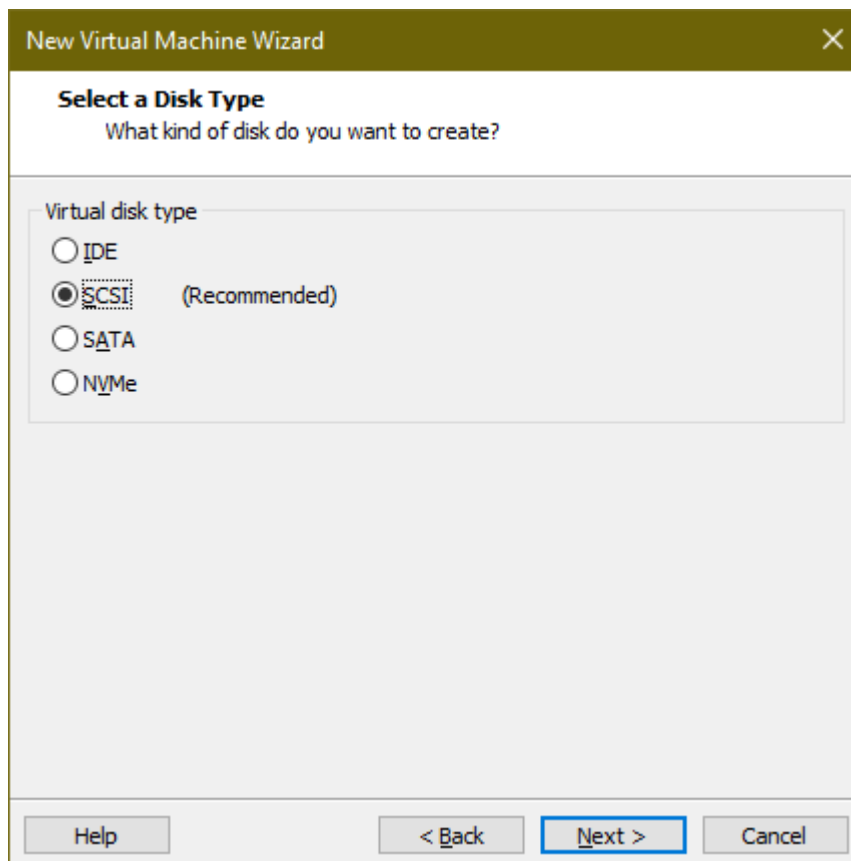 New Virtual Machine Wizard
Select a Disk Type
What kind of disk do you want to create?
Virtual disk type
IDE
SCSI (Recommended)
SATA
NVMe
Help < Back Next > Cancel